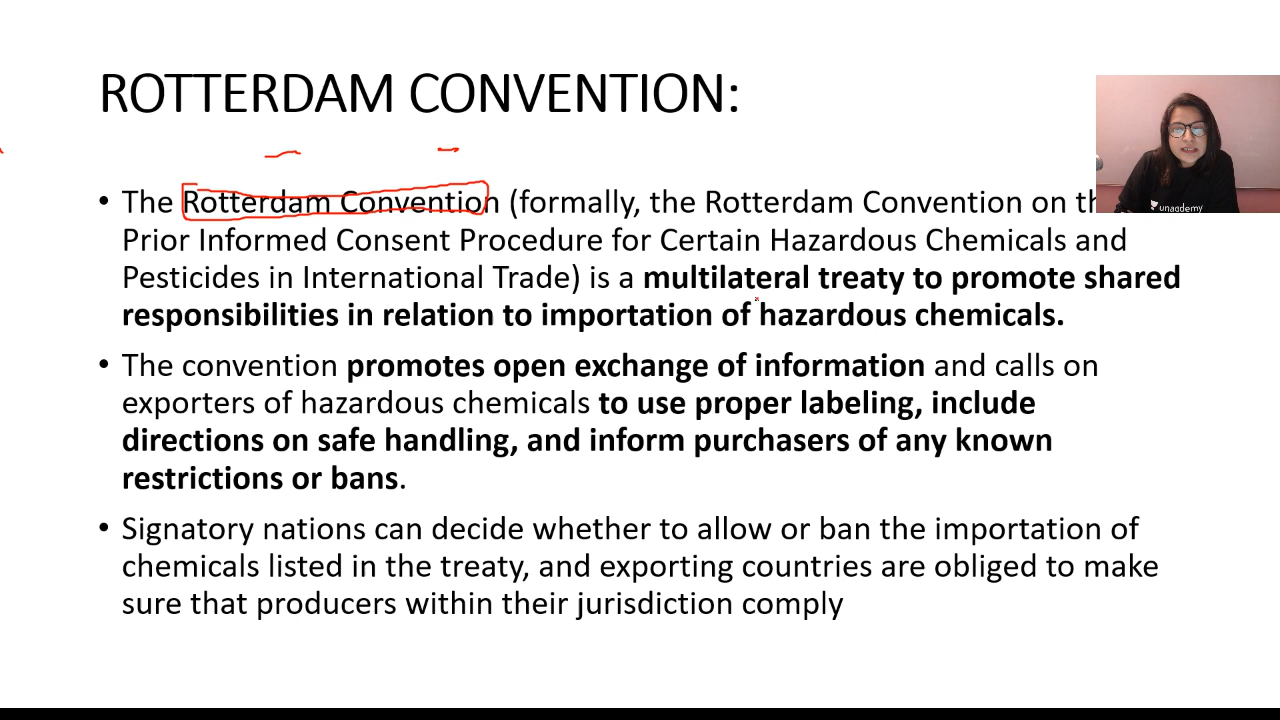 ROTTERDAM CONVENTION:
• The Rotterdam Convention (formally, the Rotterdam Convention on
Prior Informed Consent Procedure for Certain Hazardous Chemicals and
Pesticides in International Trade) is a multilateral treaty to promote shared
responsibilities in relation to importation of hazardous chemicals.
• The convention promotes open exchange of information and calls on
exporters of hazardous chemicals to use proper labeling, include
directions on safe handling, and inform purchasers of any known
restrictions or bans.
• Signatory nations can decide whether to allow or ban the importation of
chemicals listed in the treaty, and exporting countries are obliged to make
sure that producers within their jurisdiction comply
unacademy